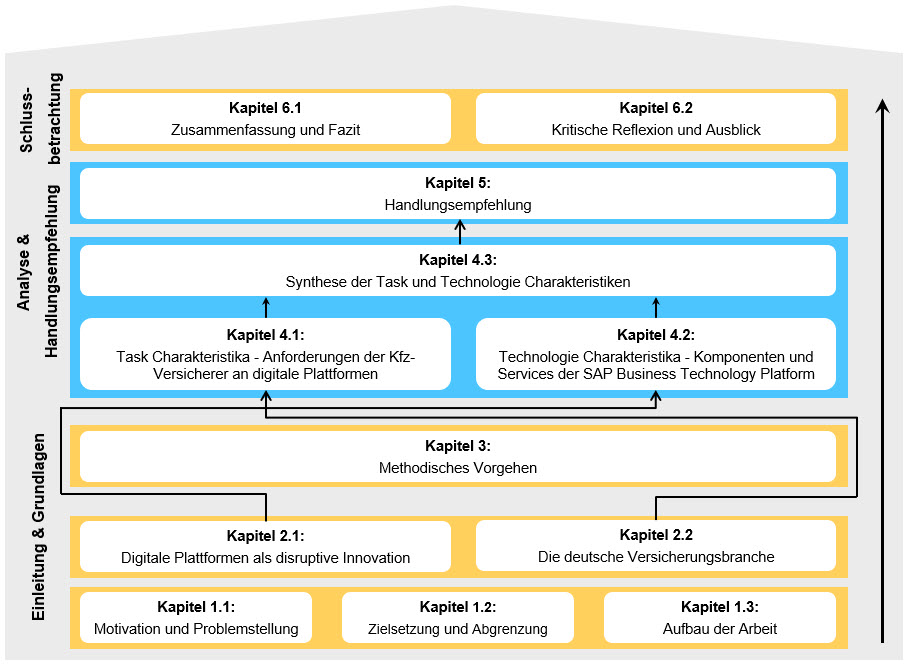 Schluss-
betrachtung
Kapitel 6.1
Zusammenfassung und Fazit
Kapitel 6.2
Kritische Reflexion und Ausblick
Analyse &
Handlungsempfehlung
Kapitel 5:
Handlungsempfehlung
Kapitel 4.3:
Synthese der Task und Technologie Charakteristiken
Kapitel 4.1:
Task Charakteristika - Anforderungen der Kfz-
Versicherer an digitale Plattformen
Kapitel 4.2:
Technologie Charakteristika - Komponenten und
Services der SAP Business Technology Platform
Einleitung & Grundlagen
Kapitel 3:
Methodisches Vorgehen
Kapitel 2.1:
Digitale Plattformen als disruptive Innovation
Kapitel 2.2
Die deutsche Versicherungsbranche
Kapitel 1.1:
Motivation und Problemstellung
Kapitel 1.2:
Zielsetzung und Abgrenzung
Kapitel 1.3:
Aufbau der Arbeit